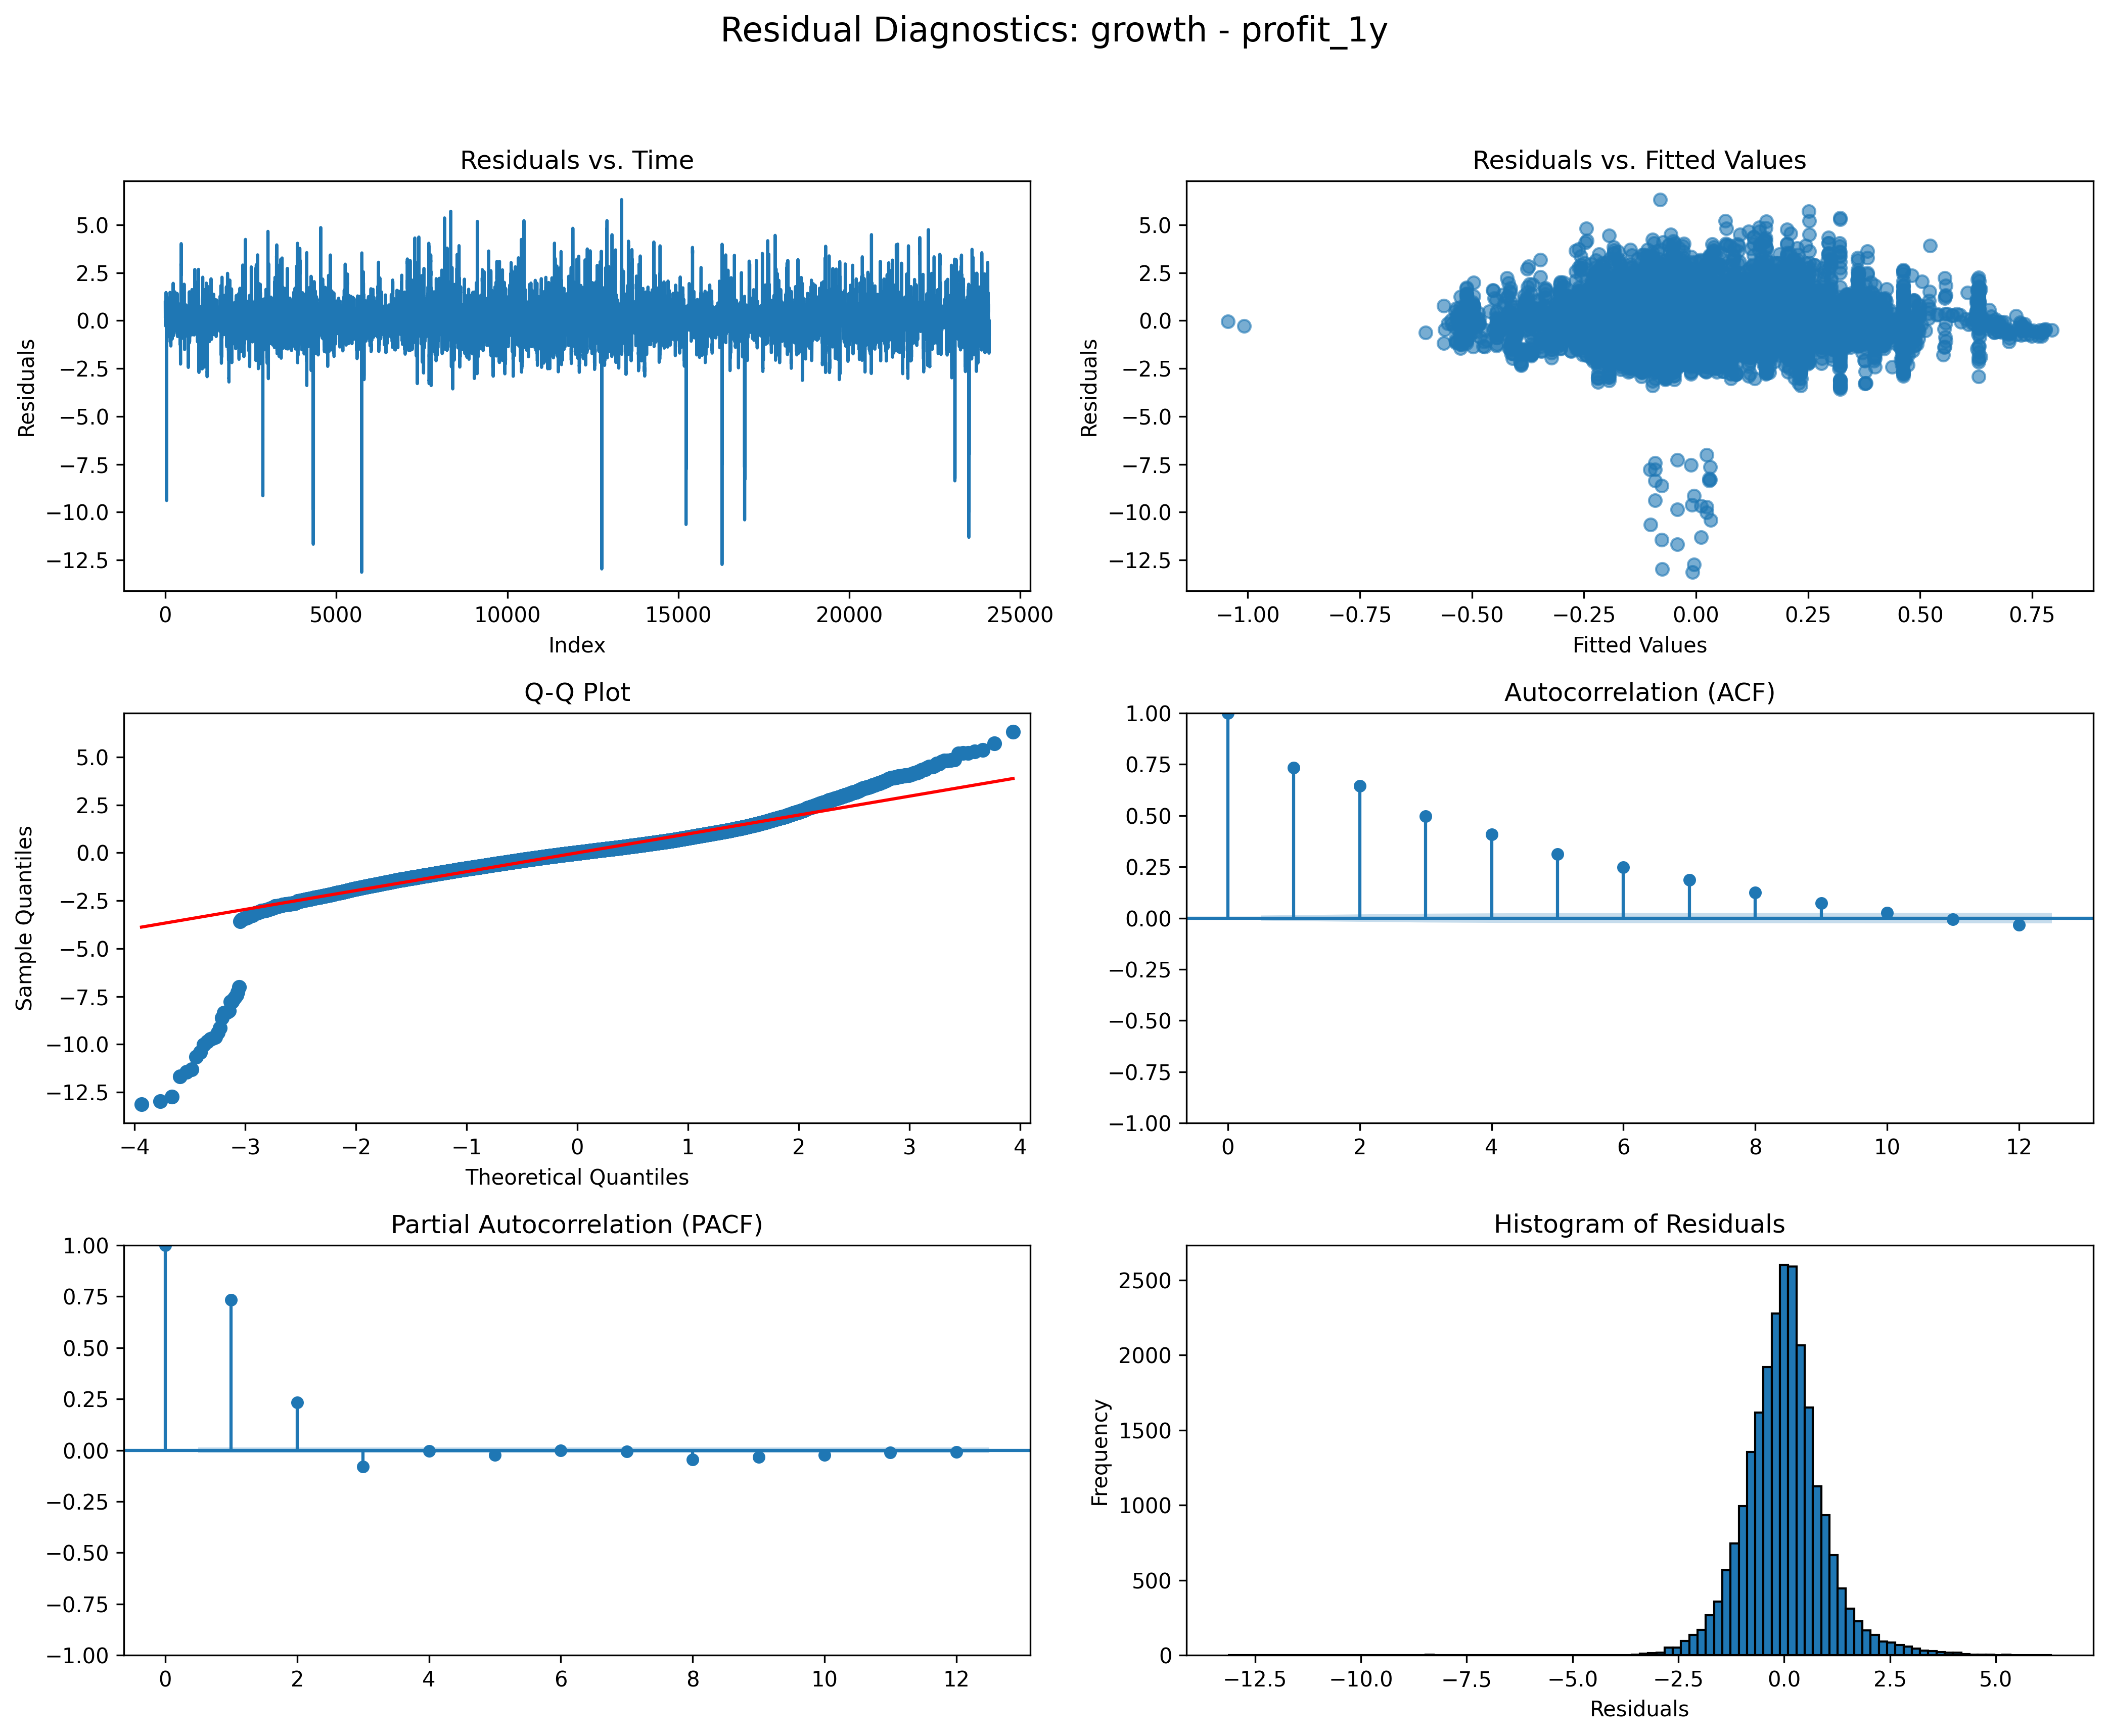 Residual Diagnostics: growth - profit_1y
Residuals vs. Time
5.0
2.5
0.0
−2.5
−5.0
−7.5
−10.0
−12.5
Residuals
0 5000 10000 15000 20000 25000
Index
Residuals vs. Fitted Values
5.0
2.5
0.0
−2.5
−5.0
−7.5
−10.0
−12.5
Residuals
−1.00 −0.75 −0.50 −0.25 0.00 0.25 0.50 0.75
Fitted Values
Q-Q Plot
5.0
2.5
0.0
−2.5
−5.0
−7.5
−10.0
−12.5
Sample Quantiles
−4 −3 −2 −1 0 1 2 3 4
Theoretical Quantiles
Autocorrelation (ACF)
1.00
0.75
0.50
0.25
0.00
−0.25
−0.50
−0.75
−1.00
0 2 4 6 8 10 12
Partial Autocorrelation (PACF)
1.00
0.75
0.50
0.25
0.00
−0.25
−0.50
−0.75
−1.00
0 2 4 6 8 10 12
Histogram of Residuals
2500
2000
1500
1000
500
0
Frequency
−12.5 −10.0 −7.5 −5.0 −2.5 0.0 2.5 5.0
Residuals